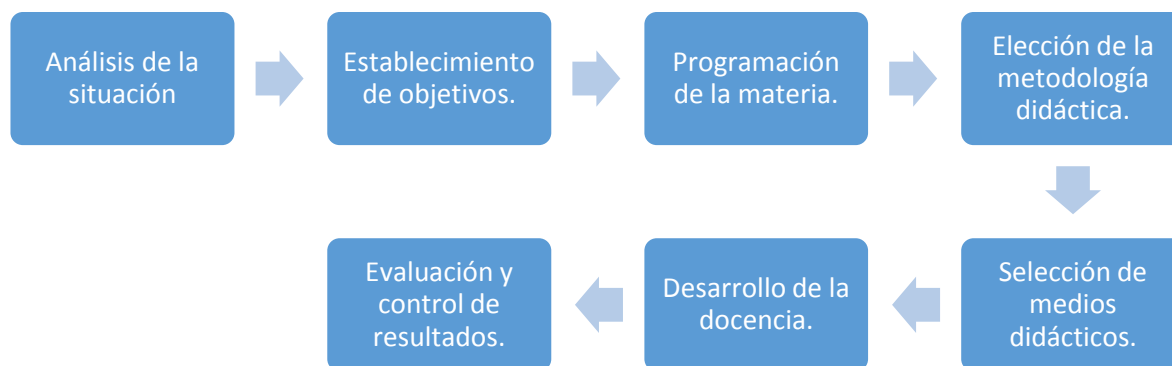 Análisis de la
situación
Establecimiento
de objetivos.
Programación
de la materia.
Elección de la
metodología
didáctica.
Selección de
medios
didácticos.
Desarrollo de la
docencia.
Evaluación y
control de
resultados.